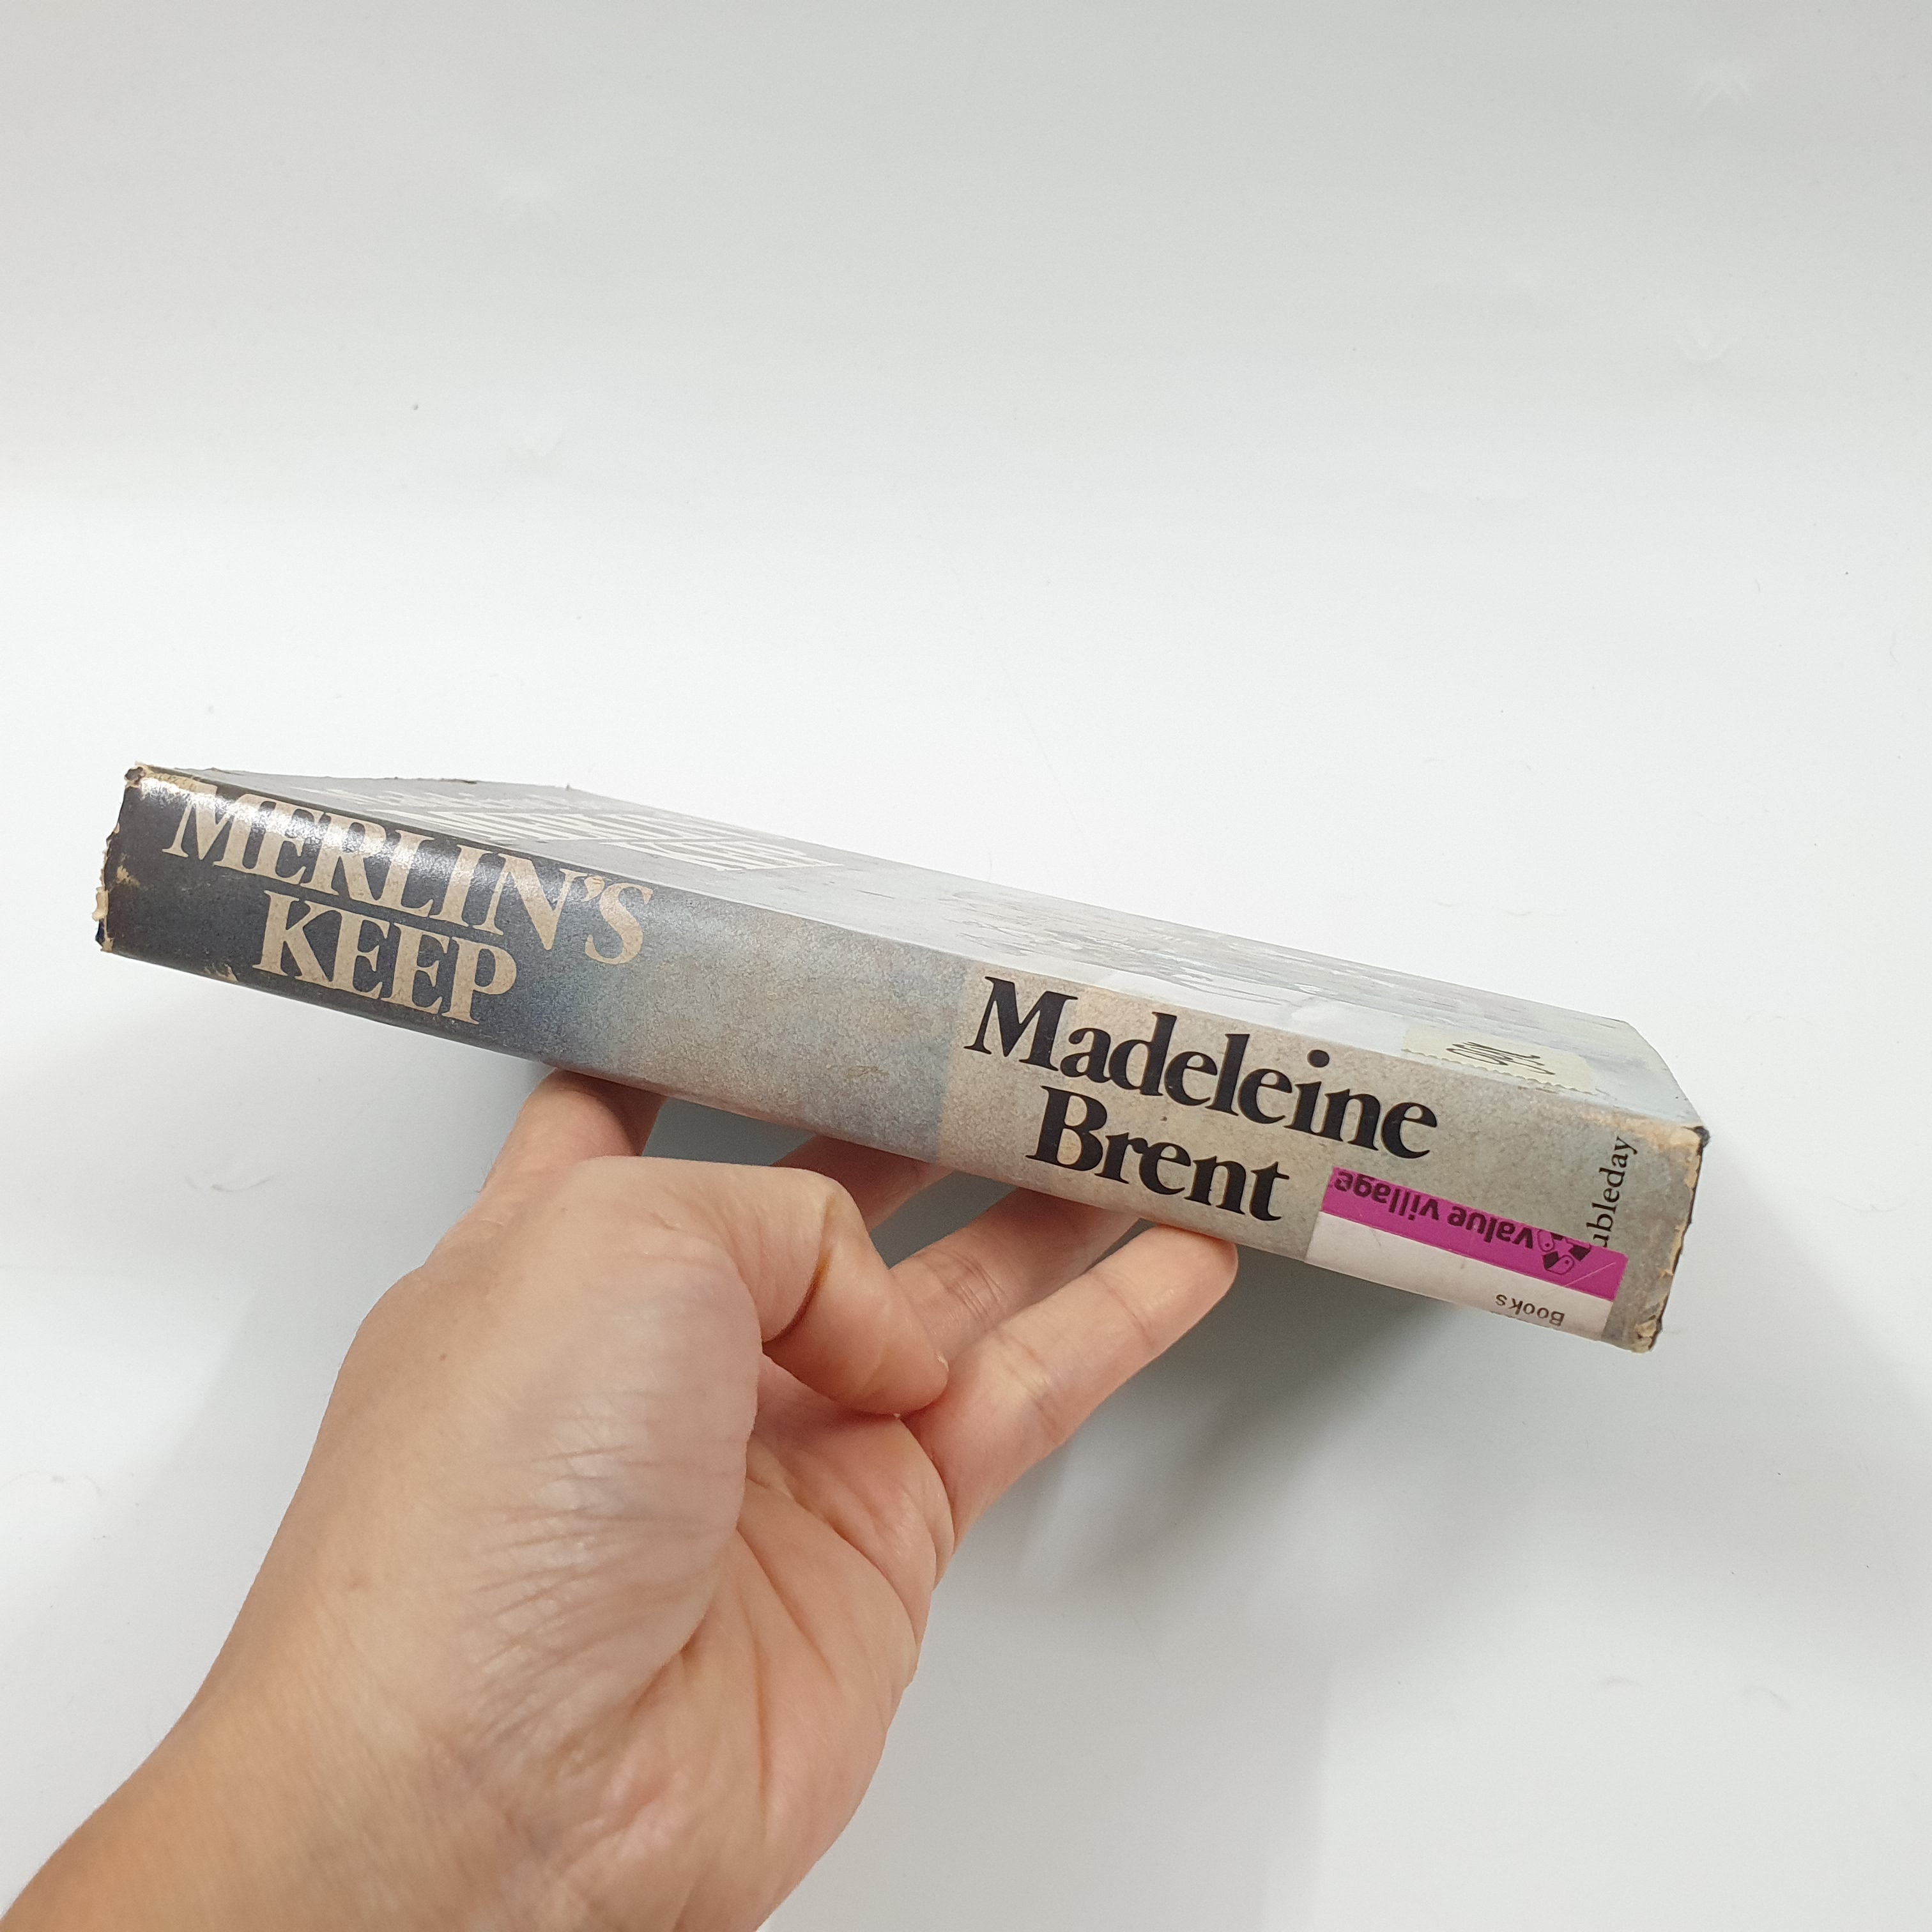 MERLIN'S
KEEP
Madeleine
Brent
value village
Books
ubleday